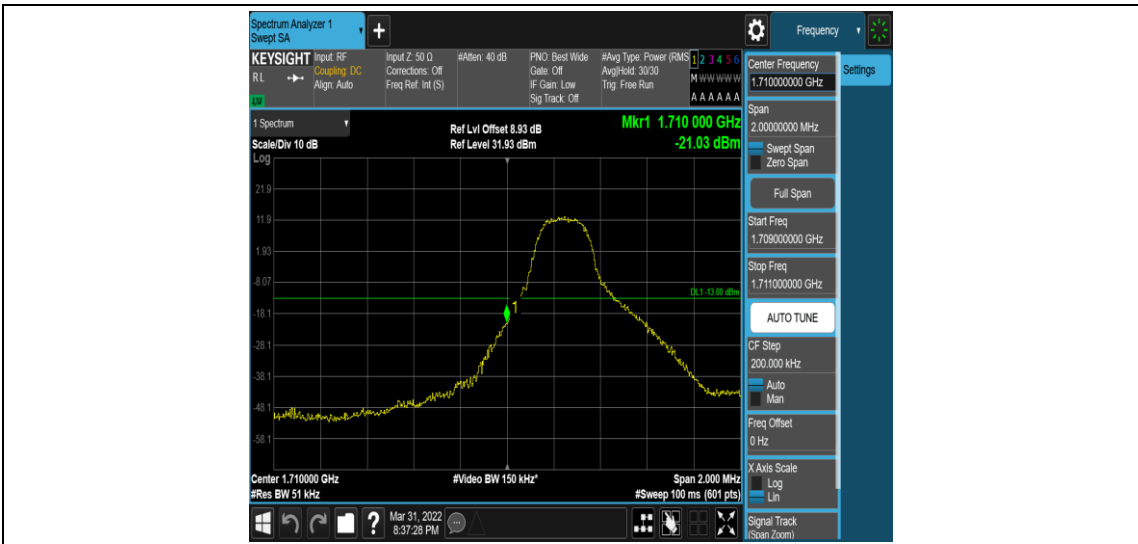 Spectrum Analyzer 1
Swept SA
+
Frequency
KEYSIGHT
RL
LXI
Input: RF
Coupling: DC
Align: Auto
Input Z: 50 Ω
Corrections: Off
Freq Ref: Int (S)
#Atten: 40 dB
PNO: Best Wide
Gate: Off
IF Gain: Low
Sig Track: Off
#Avg Type: Power (RMS
Avg|Hold: 30/30
Trig: Free Run
1 2 3 4 5 6
M W W W W W
A A A A A A
Center Frequency
1.710000000 GHz
Settings
1 Spectrum
Scale/Div 10 dB
Log
Ref Lvl Offset 8.93 dB
Ref Level 31.93 dBm
Mkr1 1.710 000 GHz
-21.03 dBm
21.9
11.9
1.93
-8.07
-18.1
-28.1
-38.1
-48.1
-58.1
DL1 -13.00 dBm
1
Span
2.00000000 MHz
Swept Span
Zero Span
Full Span
Start Freq
1.709000000 GHz
Stop Freq
1.711000000 GHz
AUTO TUNE
CF Step
200.000 kHz
Auto
Man
Freq Offset
0 Hz
X Axis Scale
Log
Lin
Signal Track
(Span Zoom)
Center 1.710000 GHz
#Res BW 51 kHz
#Video BW 150 kHz*
Span 2.000 MHz
#Sweep 100 ms (601 pts)
?
Mar 31, 2022
8:37:28 PM